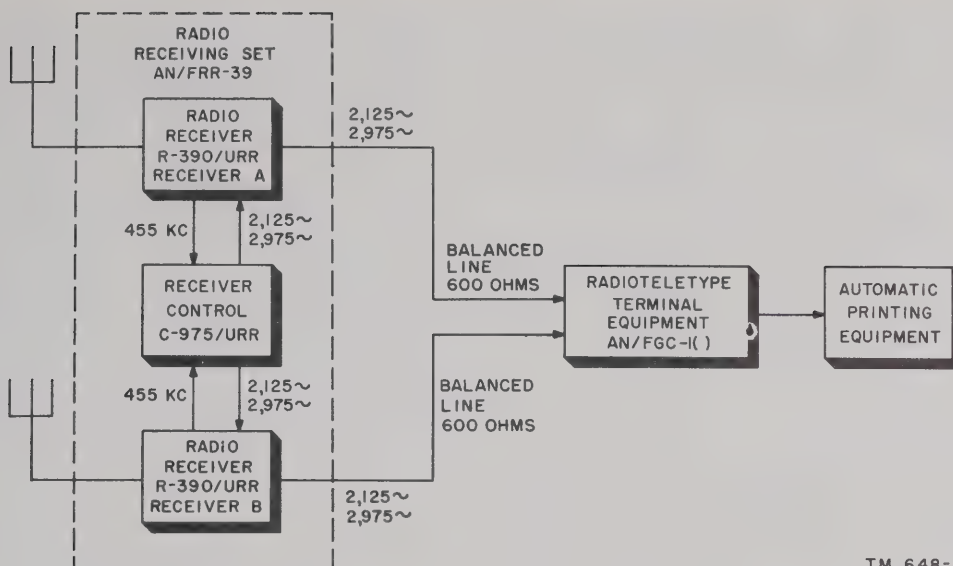 RADIO
RECEIVING SET
AN/FRR-39
RADIO
RECEIVER
R-390/URR
RECEIVER A
2,125~
2,975~
455 KC
2,125~
2,975~
RECEIVER
CONTROL
C-975/URR
455 KC
2,125~
2,975~
RADIO
RECEIVER
R-390/URR
RECEIVER B
2,125~
2,975~
BALANCED
LINE
600 OHMS
BALANCED
LINE
600 OHMS
RADIOTELETYPE
TERMINAL
EQUIPMENT
AN/FGC-1( )
AUTOMATIC
PRINTING
EQUIPMENT
TM 648-